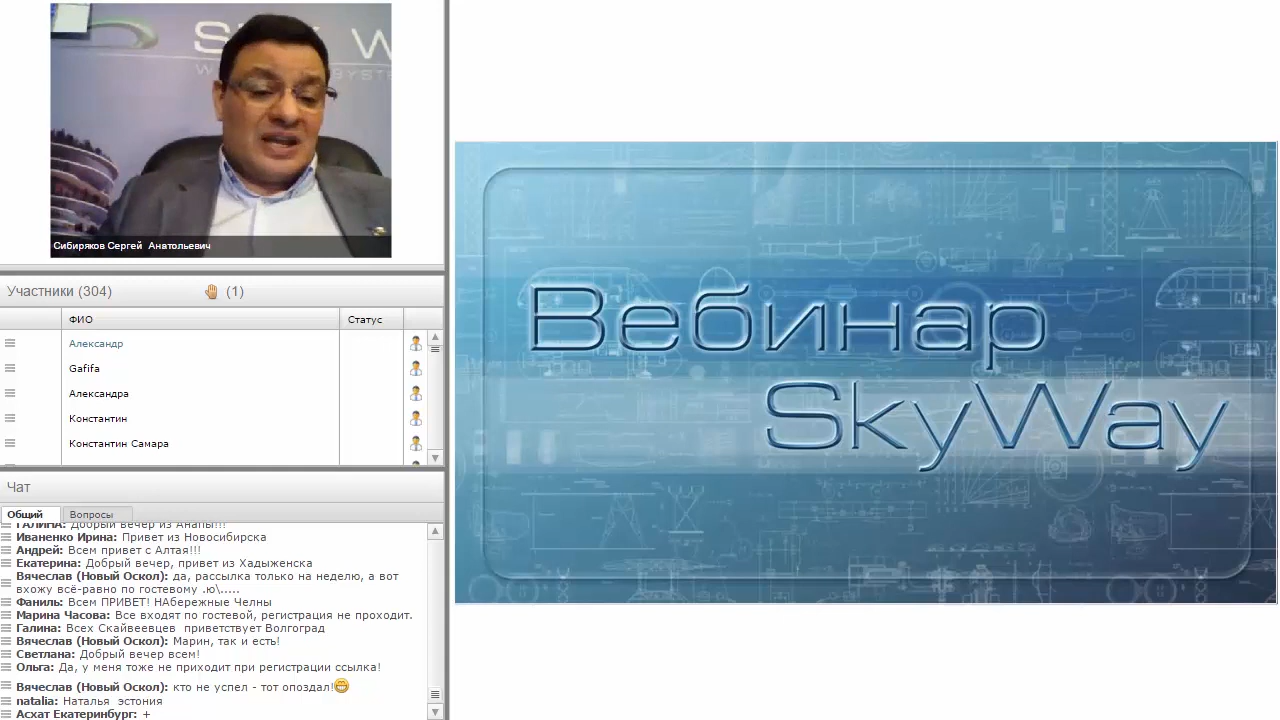 SKY W
Сибиряков Сергей Анатольевич
Участники (304)
(1)
ФИО
Статус
Александр
Gafifa
Александра
Константин
Константин Самара
Чат
Общий
Вопросы
ГАЛИНА: Добрый вечер из Анапы!!!
Иваненко Ирина: Привет из Новосибирска
Андрей: Всем привет с Алтая!!!
Екатерина: Добрый вечер, привет из Хадыженска
Вячеслав (Новый Оскол): да, рассылка только на неделю, а вот
вхожу всё-равно по гостевому .ю\.....
Фаниль: Всем ПРИВЕТ! НАбережные Челны
Марина Часова: Все входят по гостевой, регистрация не проходит.
Галина: Всех Скайвеевцев приветствует Волгоград
Вячеслав (Новый Оскол): Марин, так и есть!
Светлана: Добрый вечер всем!
Ольга: Да, у меня тоже не приходит при регистрации ссылка!
Вячеслав (Новый Оскол): кто не успел - тот опоздал!
natalia: Наталья эстония
Асхат Екатеринбург: +
Вебинар
SkyWay